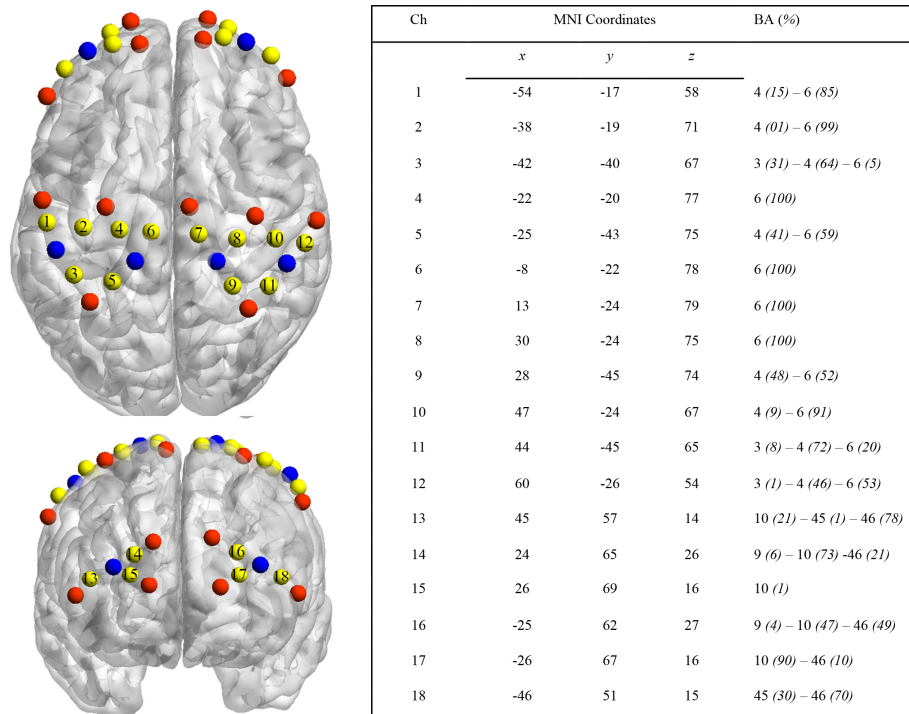 Ch MNI Coordinates BA (%)
x y z
1 -54 -17 58 4 (15) – 6 (85)
2 -38 -19 71 4 (01) – 6 (99)
3 -42 -40 67 3 (31) – 4 (64) – 6 (5)
4 -22 -20 77 6 (100)
5 -25 -43 75 4 (41) – 6 (59)
6 -8 -22 78 6 (100)
7 13 -24 79 6 (100)
8 30 -24 75 6 (100)
9 28 -45 74 4 (48) – 6 (52)
10 47 -24 67 4 (9) – 6 (91)
11 44 -45 65 3 (8) – 4 (72) – 6 (20)
12 60 -26 54 3 (1) – 4 (46) – 6 (53)
13 45 57 14 10 (21) – 45 (1) – 46 (78)
14 24 65 26 9 (6) – 10 (73) -46 (21)
15 26 69 16 10 (1)
16 -25 62 27 9 (4) – 10 (47) – 46 (49)
17 -26 67 16 10 (90) – 46 (10)
18 -46 51 15 45 (30) – 46 (70)
1 2 4 6 7 8 10 12
3 5 9 11
14 16
13 15 17 18